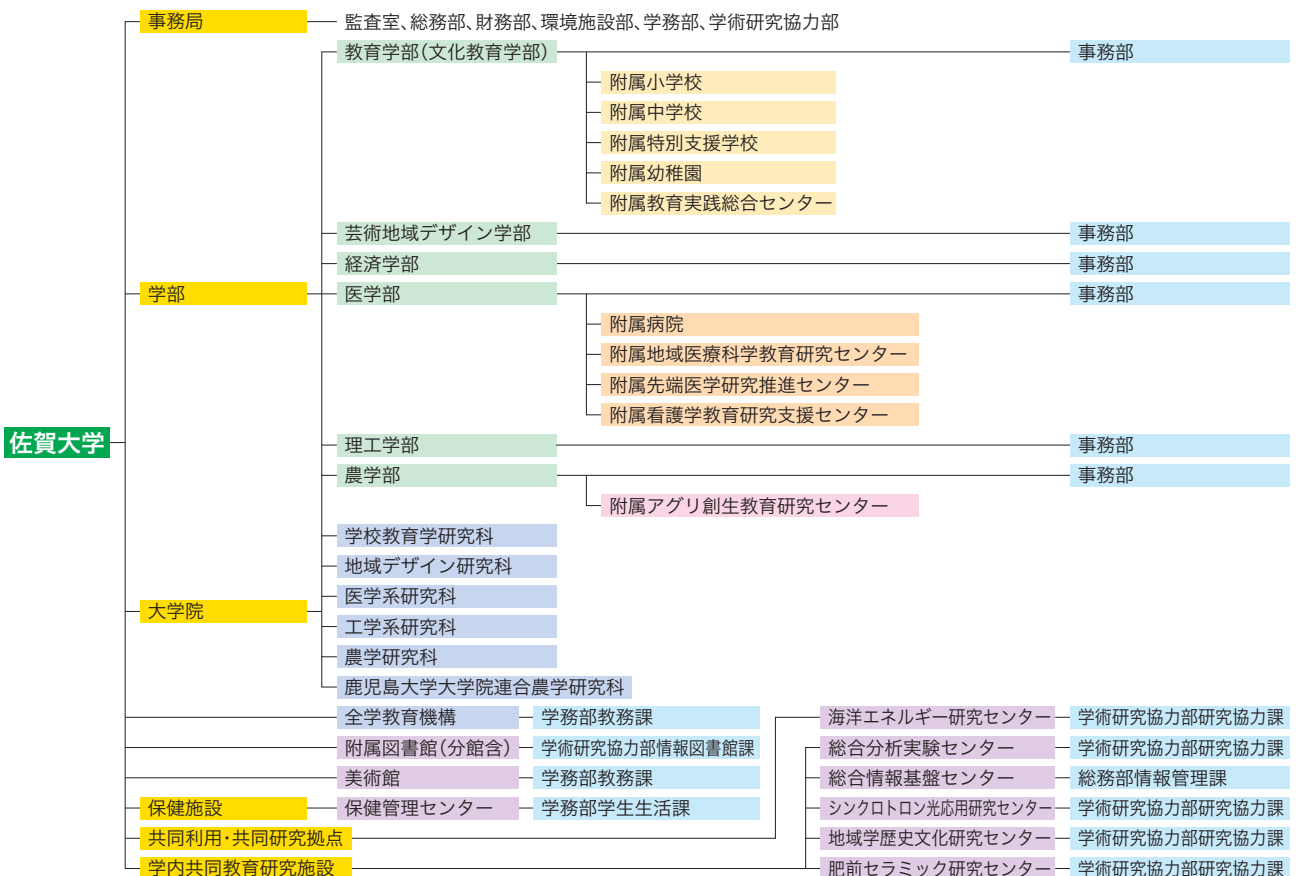 事務局
監査室、総務部、財務部、環境施設部、学務部、学術研究協力部
教育学部(文化教育学部)
事務部
附属小学校
附属中学校
附属特別支援学校
附属幼稚園
附属教育実践総合センター
芸術地域デザイン学部
事務部
経済学部
事務部
学部
医学部
事務部
附属病院
附属地域医療科学教育研究センター
附属先端医学研究推進センター
附属看護学教育研究支援センター
佐賀大学
理工学部
事務部
農学部
事務部
附属アグリ創生教育研究センター
大学院
学校教育学研究科
地域デザイン研究科
医学系研究科
工学系研究科
農学研究科
鹿児島大学大学院連合農学研究科
全学教育機構
学務部教務課
附属図書館(分館含)
学術研究協力部情報図書館課
美術館
学務部教務課
保健施設
保健管理センター
学務部学生生活課
共同利用・共同研究拠点
海洋エネルギー研究センター
学術研究協力部研究協力課
学内共同教育研究施設
総合分析実験センター
学術研究協力部研究協力課
総合情報基盤センター
総務部情報管理課
シンクロトロン光応用研究センター
学術研究協力部研究協力課
地域学歴史文化研究センター
学術研究協力部研究協力課
肥前セラミック研究センター
学術研究協力部研究協力課